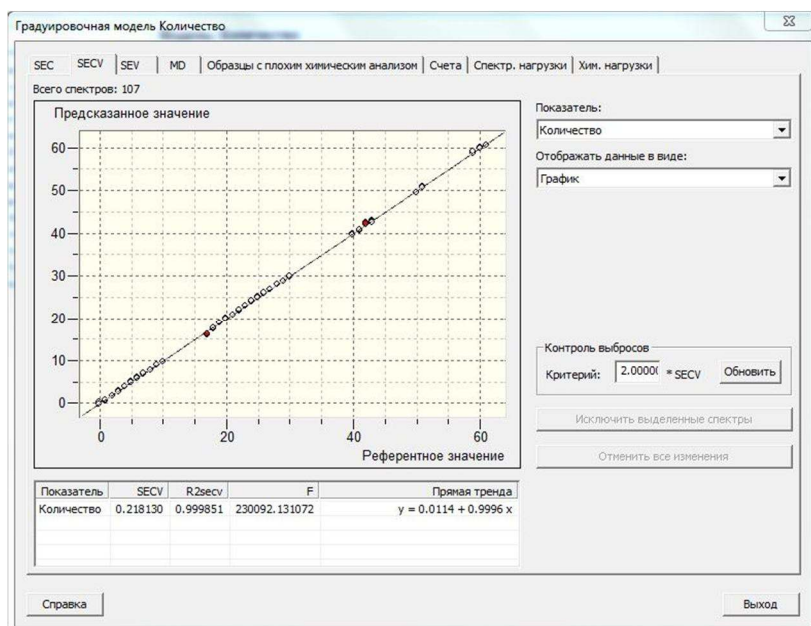 Градуировочная модель Количество
SEC SECV SEV MD Образцы с плохим химическим анализом Счета Спектр. нагрузки Хим. нагрузки
Всего спектров: 107
Предсказанное значение
60
50
40
30
20
10
0
0 20 40 60
Референтное значение
Показатель:
Количество
Отображать данные в виде:
График
Контроль выбросов
Критерий: 2.0000 * SECV Обновить
Исключить выделенные спектры
Отменить все изменения
Показатель SECV R2secv F Прямая тренда
Количество 0.218130 0.999851 230092.131072 y = 0.0114 + 0.9996 x
Справка
Выход